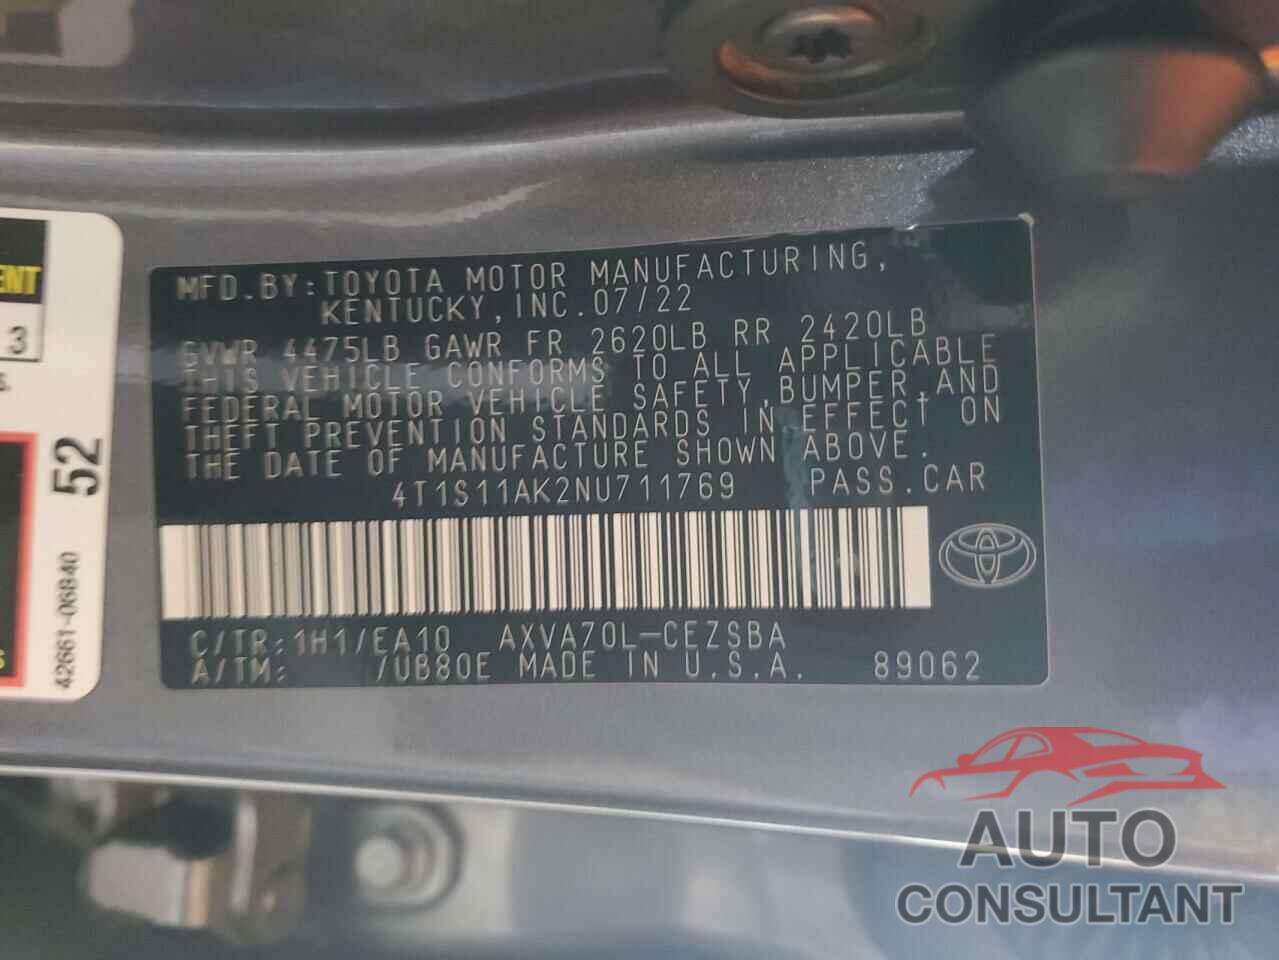 ENT
3
S.
52
42661-06B40
S
MFD.BY:TOYOTA MOTOR MANUFACTURING,
KENTUCKY,INC.07/22
GVWR 4475LB GAWR FR 2620LB RR 2420LB
THIS VEHICLE CONFORMS TO ALL APPLICABLE
FEDERAL MOTOR VEHICLE SAFETY,BUMPER,AND
THEFT PREVENTION STANDARDS IN EFFECT ON
THE DATE OF MANUFACTURE SHOWN ABOVE.
4T1S11AK2NU711769 PASS.CAR
C/TR:1H1/EA10 AXVA70L-CEZSBA
A/TM: /UB80E MADE IN U.S.A. 89062
AUTO
CONSULTANT